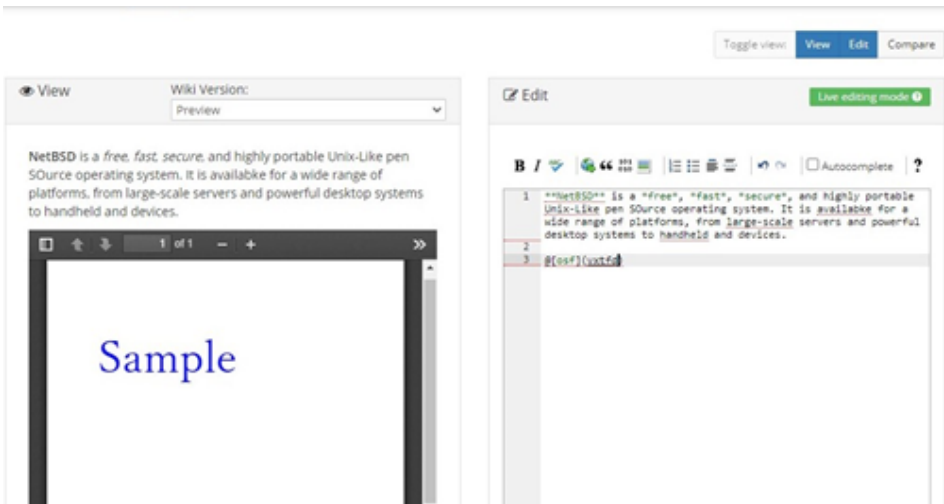 Toggle view: View Edit Compare
View
Wiki Version:
Preview
NetBSD is a free, fast, secure, and highly portable Unix-Like pen
SOurce operating system. It is availabke for a wide range of
platforms, from large-scale servers and powerful desktop systems
to handheld and devices.
1 of 1
Sample
Edit
Live editing mode
B I Autocomplete ?
1 **NetBSD** is a *free*, *fast*, *secure*, and highly portable
Unix-Like pen SOurce operating system. It is availabke for a
wide range of platforms, from large-scale servers and powerful
desktop systems to handheld and devices.
2
3 @[osf](yxtfg)